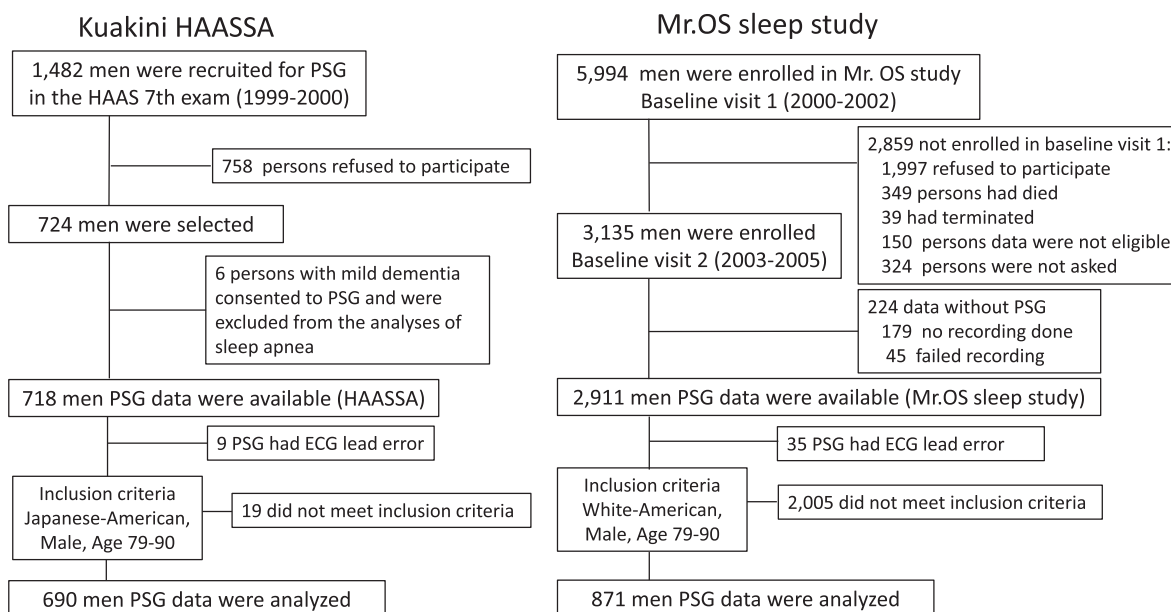 Kuakini HAASSA
1,482 men were recruited for PSG
in the HAAS 7th exam (1999-2000)
758 persons refused to participate
724 men were selected
6 persons with mild dementia
consented to PSG and were
excluded from the analyses of
sleep apnea
718 men PSG data were available (HAASSA)
9 PSG had ECG lead error
Inclusion criteria
Japanese-American,
Male, Age 79-90
19 did not meet inclusion criteria
690 men PSG data were analyzed
Mr.OS sleep study
5,994 men were enrolled in Mr. OS study
Baseline visit 1 (2000-2002)
2,859 not enrolled in baseline visit 1:
1,997 refused to participate
349 persons had died
39 had terminated
150 persons data were not eligible
324 persons were not asked
3,135 men were enrolled
Baseline visit 2 (2003-2005)
224 data without PSG
179 no recording done
45 failed recording
2,911 men PSG data were available (Mr.OS sleep study)
35 PSG had ECG lead error
Inclusion criteria
White-American,
Male, Age 79-90
2,005 did not meet inclusion criteria
871 men PSG data were analyzed